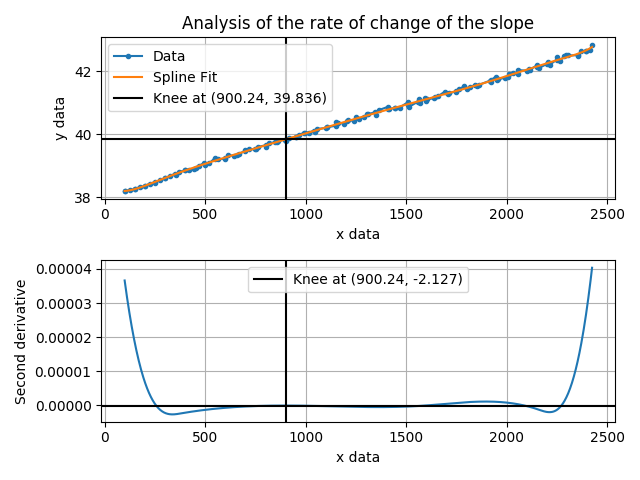 Analysis of the rate of change of the slope
Data
Spline Fit
Knee at (900.24, 39.836)
y data
42
40
38
0 500 1000 1500 2000 2500
x data
Knee at (900.24, -2.127)
Second derivative
0.00004
0.00003
0.00002
0.00001
0.00000
0 500 1000 1500 2000 2500
x data